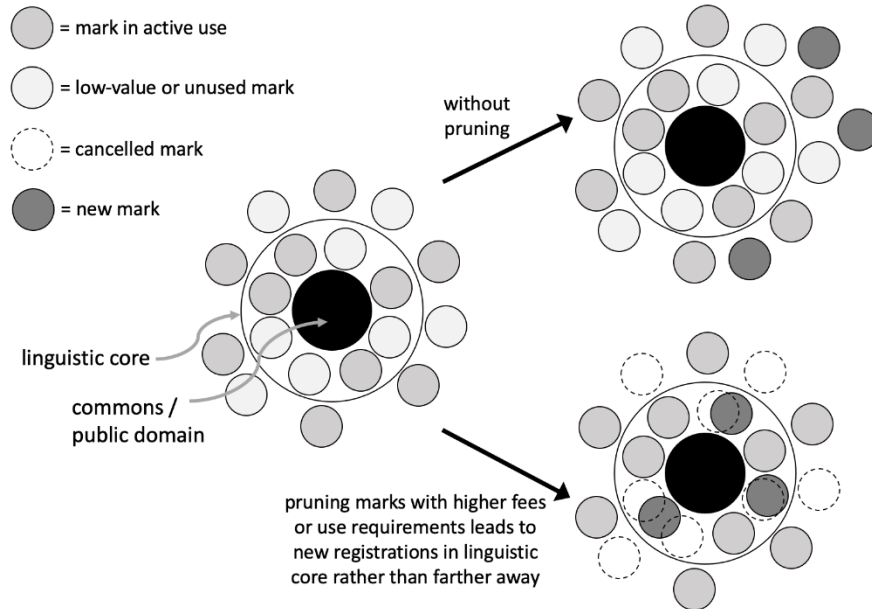 = mark in active use
= low-value or unused mark
= cancelled mark
= new mark
without
pruning
linguistic core
commons /
public domain
pruning marks with higher fees
or use requirements leads to
new registrations in linguistic
core rather than farther away